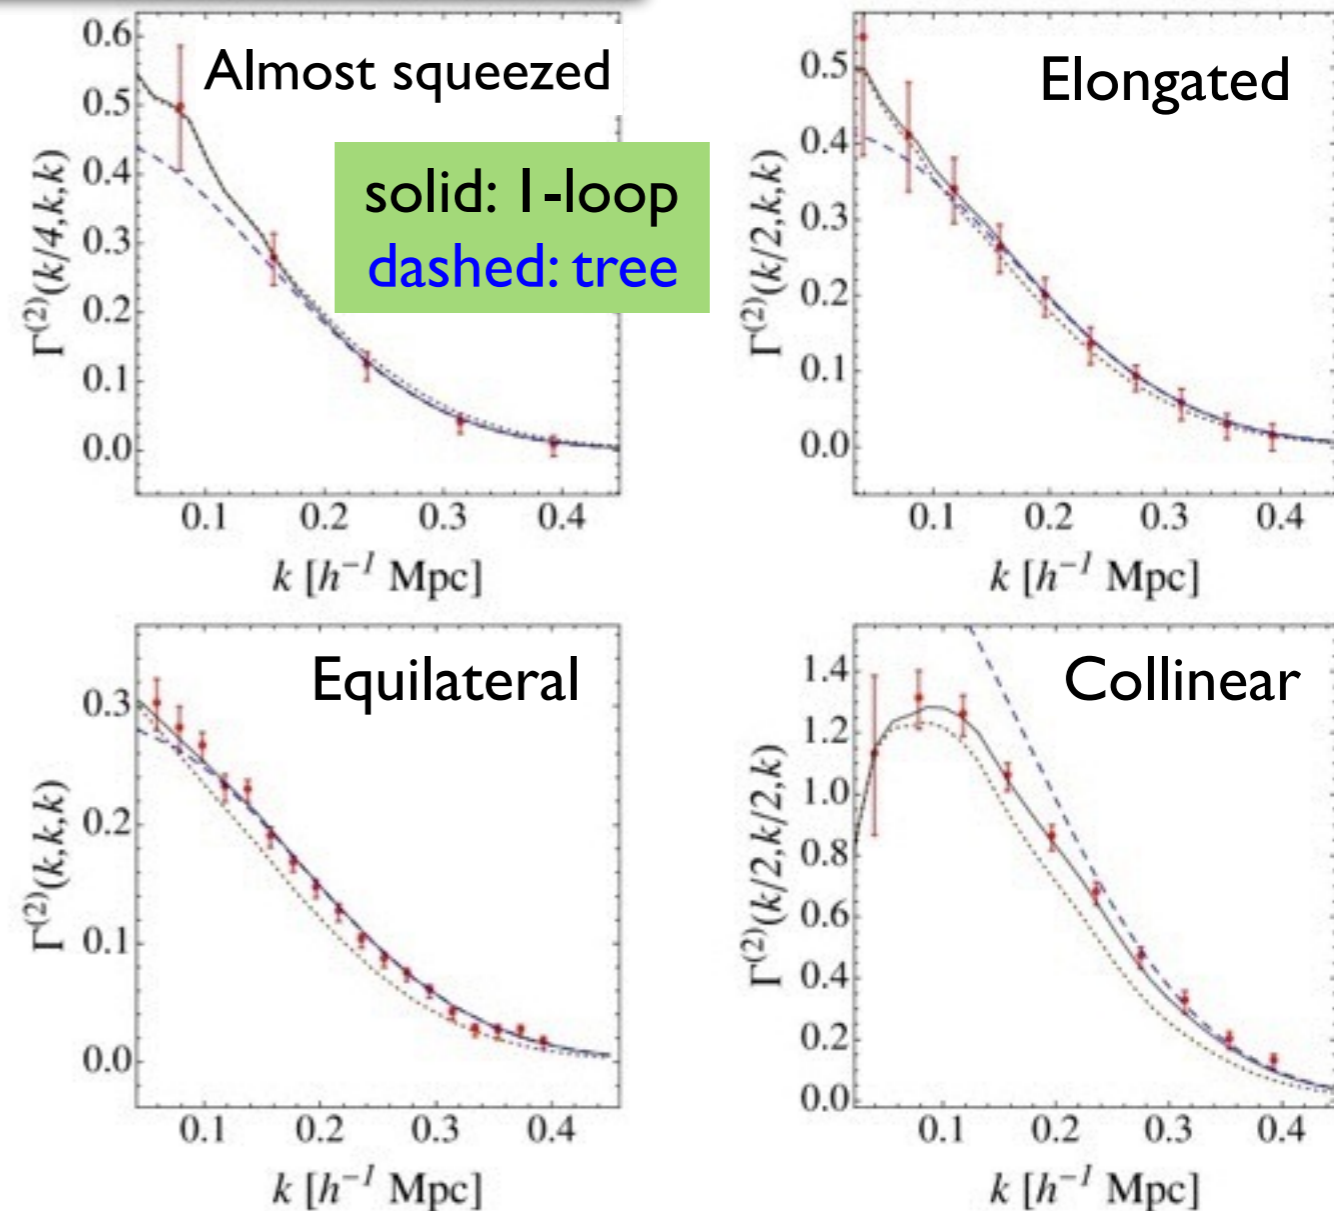 Almost squeezed
Γ⁽²⁾(k/4,k,k)
0.6
0.5
0.4
0.3
0.2
0.1
0.0
0.1 0.2 0.3 0.4
k [h⁻¹ Mpc]
solid: 1-loop
dashed: tree
Elongated
Γ⁽²⁾(k/2,k,k)
0.5
0.4
0.3
0.2
0.1
0.0
0.1 0.2 0.3 0.4
k [h⁻¹ Mpc]
Equilateral
Γ⁽²⁾(k,k,k)
0.3
0.2
0.1
0.0
0.1 0.2 0.3 0.4
k [h⁻¹ Mpc]
Collinear
Γ⁽²⁾(k/2,k/2,k)
1.4
1.2
1.0
0.8
0.6
0.4
0.2
0.0
0.1 0.2 0.3 0.4
k [h⁻¹ Mpc]